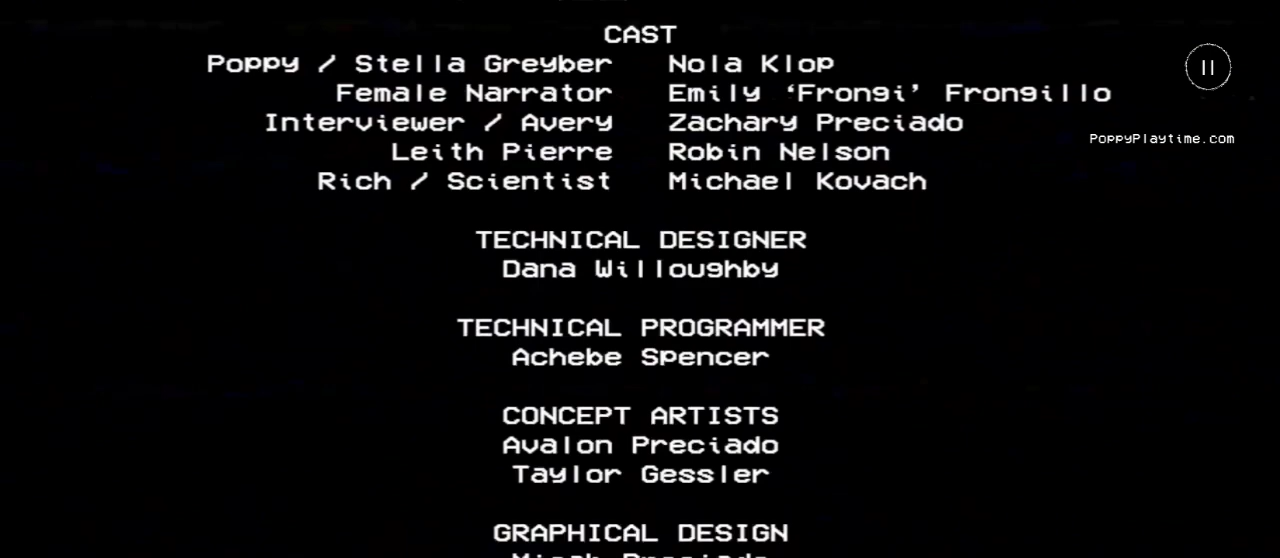 CAST
Poppy / Stella Greyber Nola Klop
Female Narrator Emily ‘Frongi’ Frongillo
Interviewer / Avery Zachary Preciado
PoppyPlaytime.com
Leith Pierre Robin Nelson
Rich / Scientist Michael Kovach
TECHNICAL DESIGNER
Dana Willoughby
TECHNICAL PROGRAMMER
Achebe Spencer
CONCEPT ARTISTS
Avalon Preciado
Taylor Gessler
GRAPHICAL DESIGN